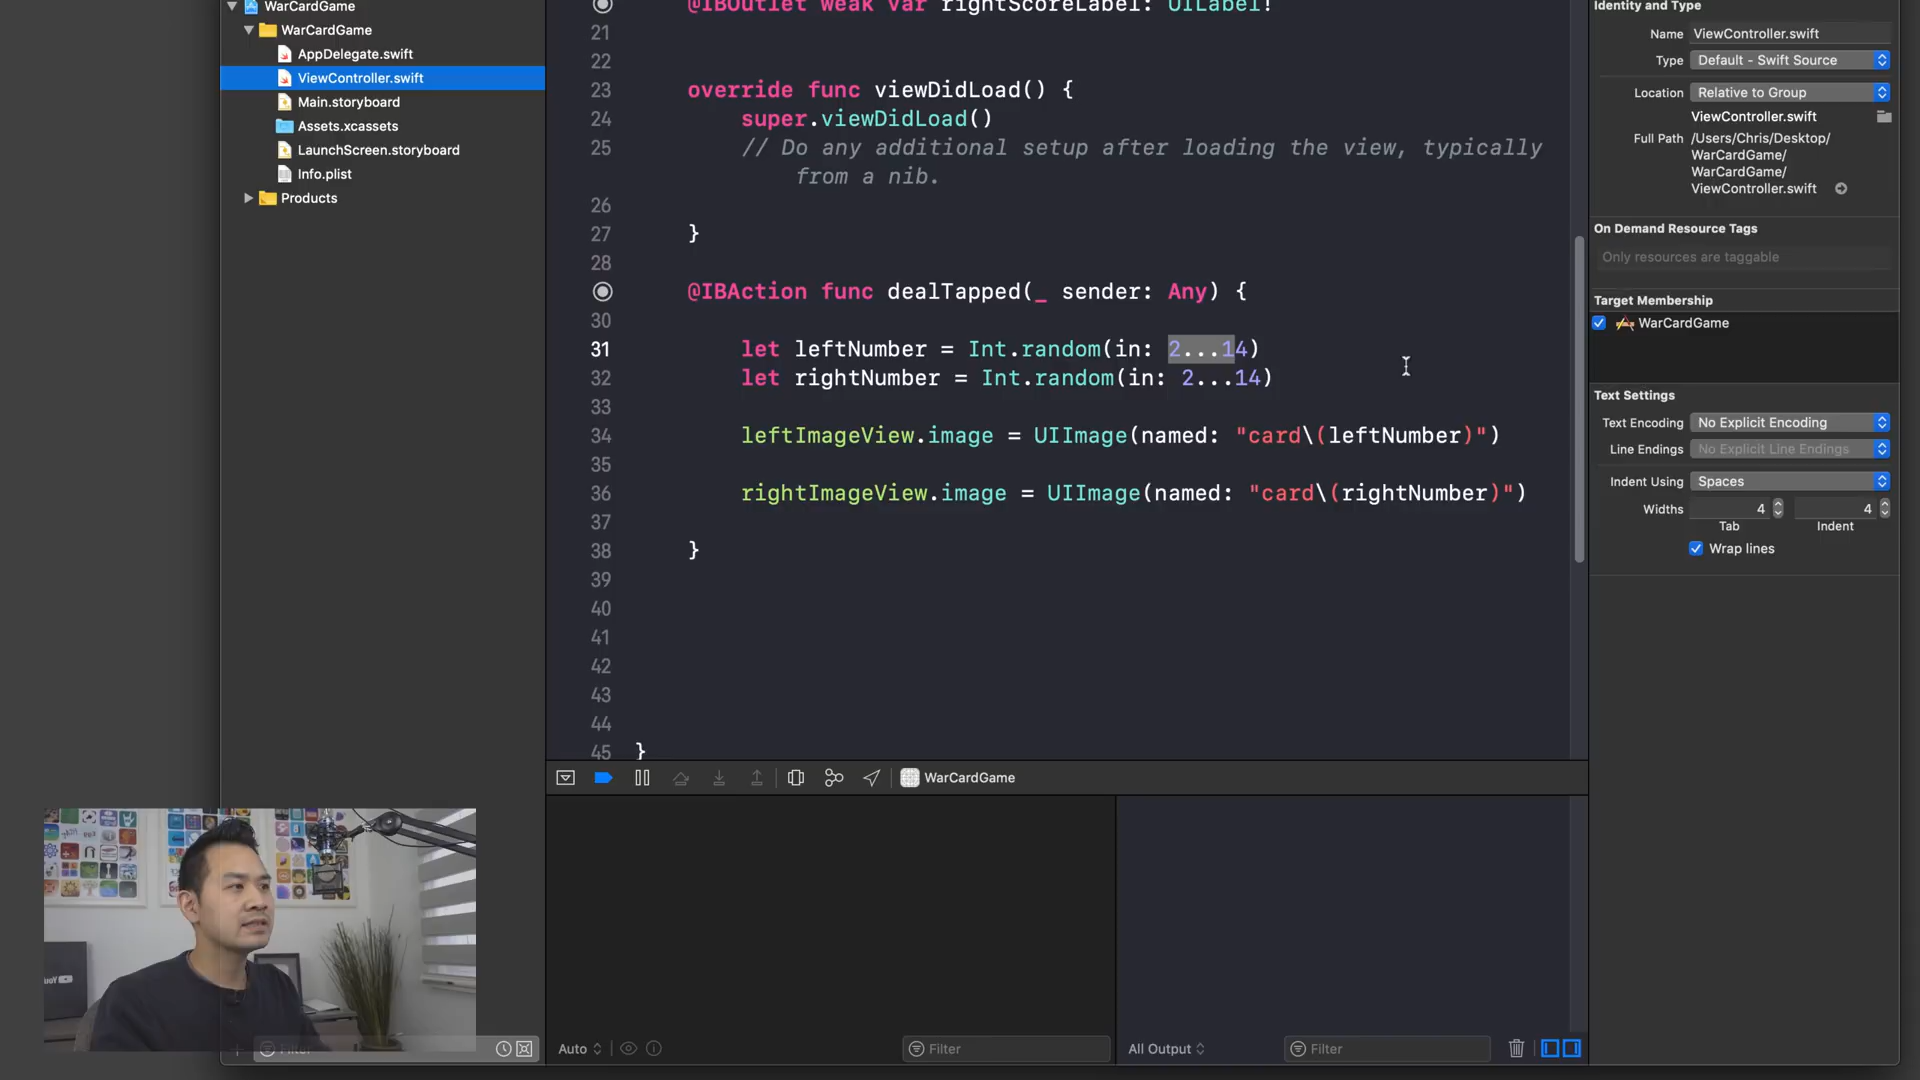 WarCardGame
WarCardGame
AppDelegate.swift
ViewController.swift
Main.storyboard
Assets.xcassets
LaunchScreen.storyboard
Info.plist
Products
Filter
@IBOutlet weak var rightScoreLabel: UILabel!
21
22
23 override func viewDidLoad() {
24 super.viewDidLoad()
25 // Do any additional setup after loading the view, typically
from a nib.
26
27 }
28
@IBAction func dealTapped(_ sender: Any) {
30
31 let leftNumber = Int.random(in: 2...14)
32 let rightNumber = Int.random(in: 2...14)
33
34 leftImageView.image = UIImage(named: "card\(leftNumber)")
35
36 rightImageView.image = UIImage(named: "card\(rightNumber)")
37
38 }
39
40
41
42
43
44
45 }
WarCardGame
Auto
Filter
All Output
Filter
Identity and Type
Name ViewController.swift
Type Default - Swift Source
Location Relative to Group
ViewController.swift
Full Path /Users/Chris/Desktop/
WarCardGame/
WarCardGame/
ViewController.swift
On Demand Resource Tags
Only resources are taggable
Target Membership
WarCardGame
Text Settings
Text Encoding No Explicit Encoding
Line Endings No Explicit Line Endings
Indent Using Spaces
Widths 4 4
Tab Indent
Wrap lines